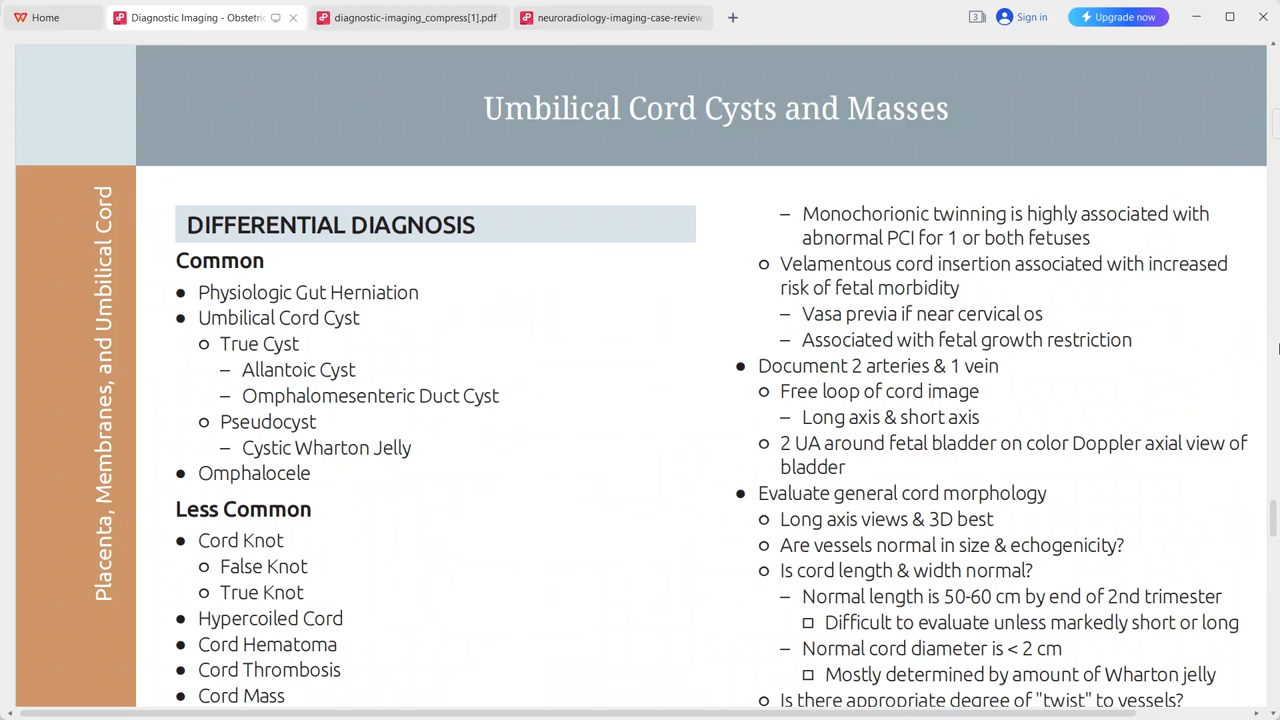 Home
Diagnostic Imaging - Obstetric
diagnostic-imaging_compress[1].pdf
neuroradiology-imaging-case-review
3
Sign in
Upgrade now
Umbilical Cord Cysts and Masses
Placenta, Membranes, and Umbilical Cord
DIFFERENTIAL DIAGNOSIS
Common
● Physiologic Gut Herniation
● Umbilical Cord Cyst
○ True Cyst
– Allantoic Cyst
– Omphalomesenteric Duct Cyst
○ Pseudocyst
– Cystic Wharton Jelly
● Omphalocele
Less Common
● Cord Knot
○ False Knot
○ True Knot
● Hypercoiled Cord
● Cord Hematoma
● Cord Thrombosis
● Cord Mass
– Monochorionic twinning is highly associated with
abnormal PCI for 1 or both fetuses
○ Velamentous cord insertion associated with increased
risk of fetal morbidity
– Vasa previa if near cervical os
– Associated with fetal growth restriction
● Document 2 arteries & 1 vein
○ Free loop of cord image
– Long axis & short axis
○ 2 UA around fetal bladder on color Doppler axial view of
bladder
● Evaluate general cord morphology
○ Long axis views & 3D best
○ Are vessels normal in size & echogenicity?
○ Is cord length & width normal?
– Normal length is 50-60 cm by end of 2nd trimester
□ Difficult to evaluate unless markedly short or long
– Normal cord diameter is < 2 cm
□ Mostly determined by amount of Wharton jelly
○ Is there appropriate degree of "twist" to vessels?